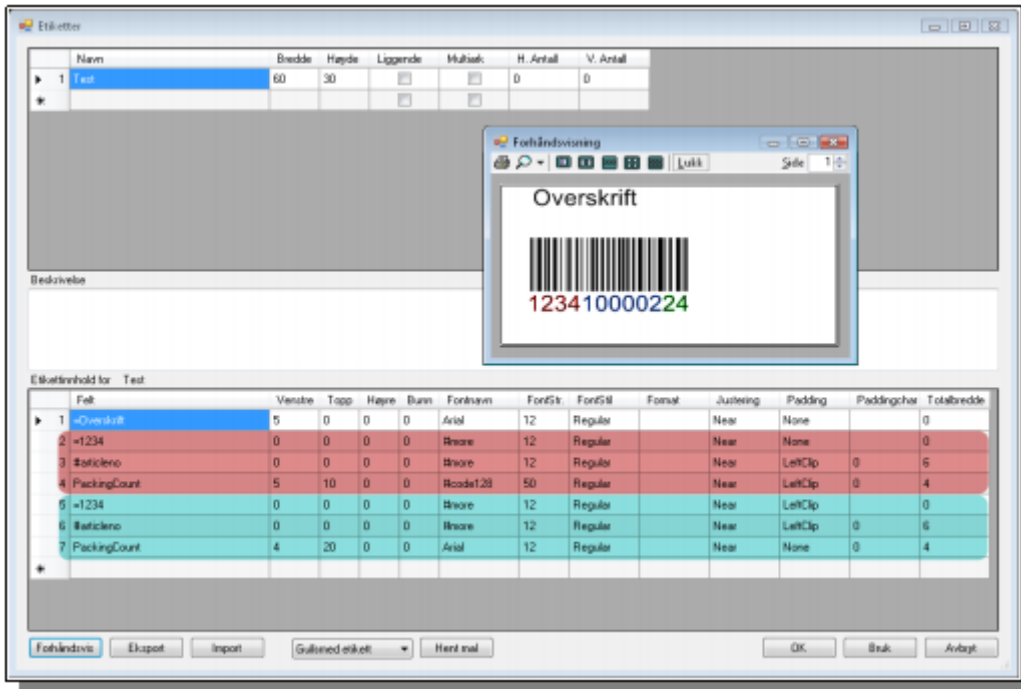 Etiketter
Navn Bredde Høyde Liggende Multiark H. Antall V. Antall
1 Test 60 30 0 0
Forhåndsvisning
Lukk Side 1
Overskrift
123410000224
Beskrivelse
Etikettinnhold for Test
Felt Venstre Topp Høyre Bunn Fontnavn FontStr. FontStil Format Justering Padding Paddingchar Totalbredde
1 =Overskrift 5 0 0 0 Arial 12 Regular Near None 0
2 =1234 0 0 0 0 #more 12 Regular Near None 0
3 #articleno 0 0 0 0 #more 12 Regular Near LeftClip 0 6
4 PackingCount 5 10 0 0 #code128 50 Regular Near LeftClip 0 4
5 =1234 0 0 0 0 #more 12 Regular Near LeftClip 0
6 #articleno 0 0 0 0 #more 12 Regular Near LeftClip 0 6
7 PackingCount 4 20 0 0 Arial 12 Regular Near None 0 4
Forhåndsvis Eksport Import Gullsmed etikett Hent mal OK Bruk Avbryt